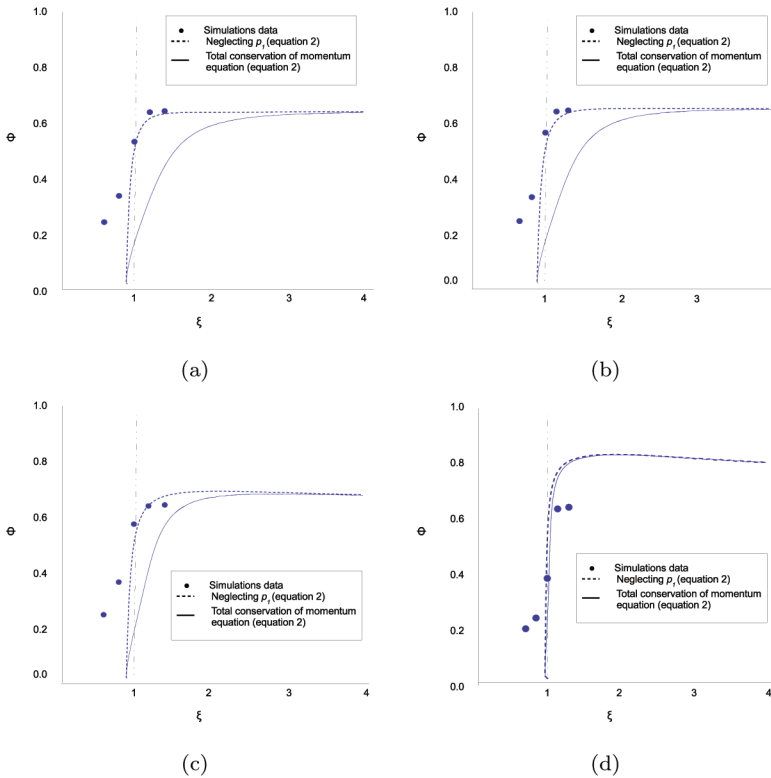 1.0
0.8
0.6
0.4
0.2
0.0
Φ
1
2
3
4
ξ
Simulations data
Neglecting p₁ (equation 2)
Total conservation of momentum
equation (equation 2)
(a)
1.0
0.8
0.6
0.4
0.2
0.0
Φ
1
2
3
ξ
Simulations data
Neglecting p₁ (equation 2)
Total conservation of momentum
equation (equation 2)
(b)
1.0
0.8
0.6
0.4
0.2
0.0
Φ
1
2
3
4
ξ
Simulations data
Neglecting p₁ (equation 2)
Total conservation of momentum
equation (equation 2)
(c)
1.0
0.8
0.6
0.4
0.2
0.0
Φ
1
2
3
4
ξ
Simulations data
Neglecting p₁ (equation 2)
Total conservation of momentum
equation (equation 2)
(d)